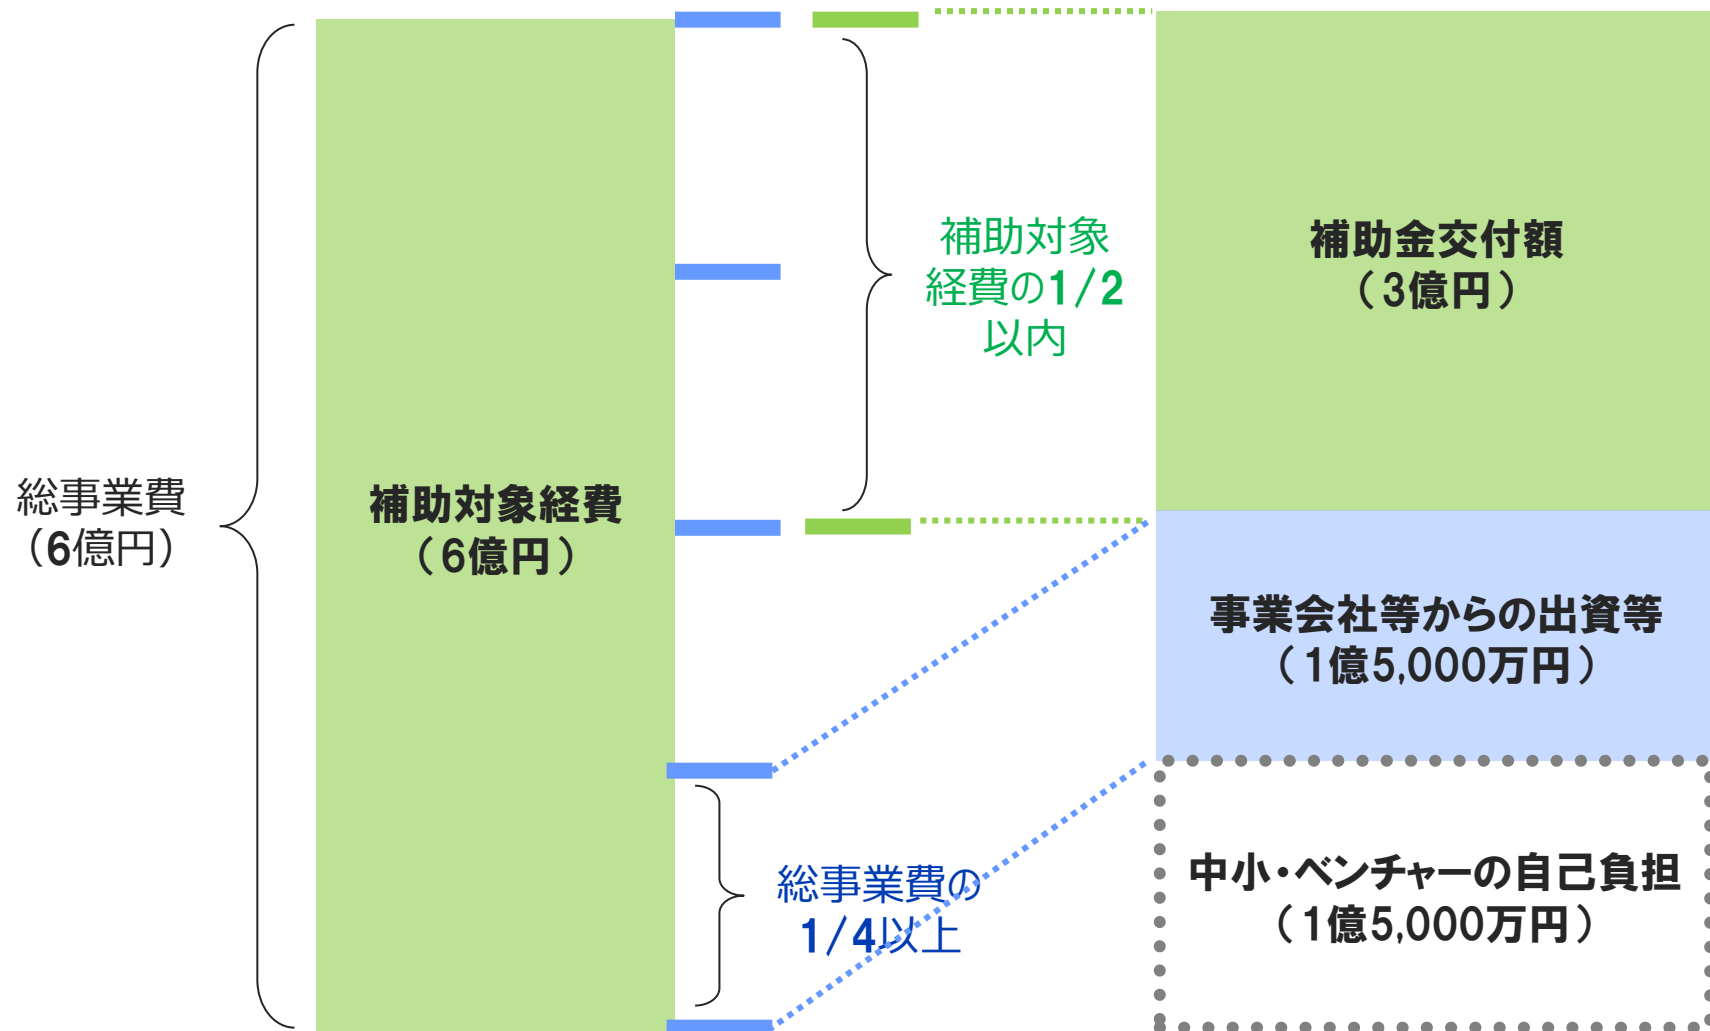 総事業費
（6億円）
補助対象経費
（6億円）
補助対象
経費の1/2
以内
総事業費の
1/4以上
補助金交付額
（3億円）
事業会社等からの出資等
（1億5,000万円）
中小・ベンチャーの自己負担
（1億5,000万円）